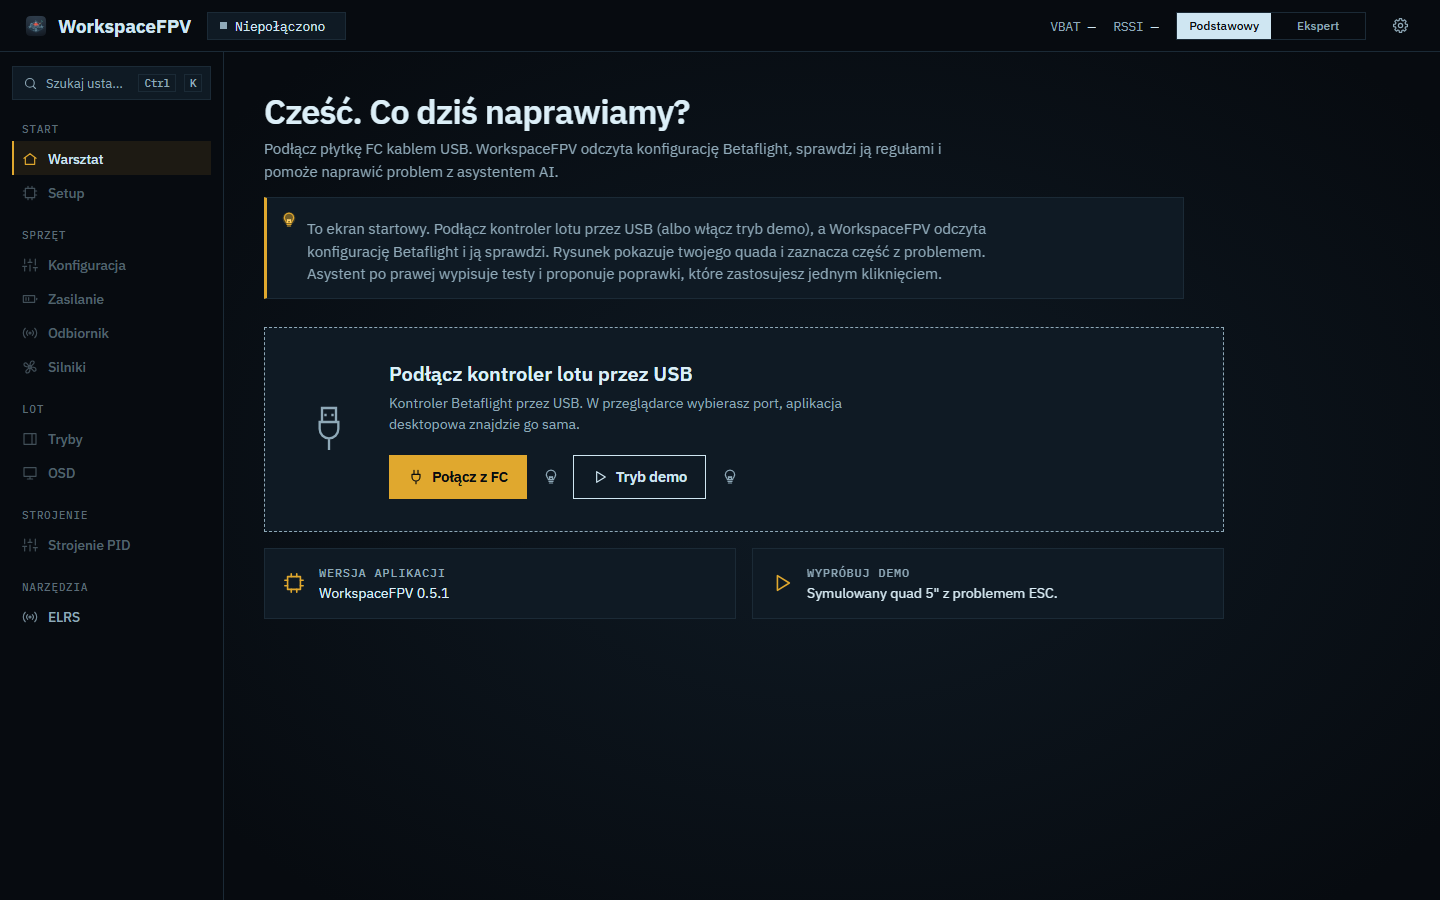 WorkspaceFPV
Niepołączono
VBAT —
RSSI —
Podstawowy
Ekspert
Szukaj usta...
Ctrl
K
START
Warsztat
Setup
SPRZĘT
Konfiguracja
Zasilanie
Odbiornik
Silniki
LOT
Tryby
OSD
STROJENIE
Strojenie PID
NARZĘDZIA
ELRS
Cześć. Co dziś naprawiamy?
Podłącz płytkę FC kablem USB. WorkspaceFPV odczyta konfigurację Betaflight, sprawdzi ją regułami i
pomoże naprawić problem z asystentem AI.
To ekran startowy. Podłącz kontroler lotu przez USB (albo włącz tryb demo), a WorkspaceFPV odczyta
konfigurację Betaflight i ją sprawdzi. Rysunek pokazuje twojego quada i zaznacza część z problemem.
Asystent po prawej wypisuje testy i proponuje poprawki, które zastosujesz jednym kliknięciem.
Podłącz kontroler lotu przez USB
Kontroler Betaflight przez USB. W przeglądarce wybierasz port, aplikacja
desktopowa znajdzie go sama.
Połącz z FC
Tryb demo
WERSJA APLIKACJI
WorkspaceFPV 0.5.1
WYPRÓBUJ DEMO
Symulowany quad 5" z problemem ESC.